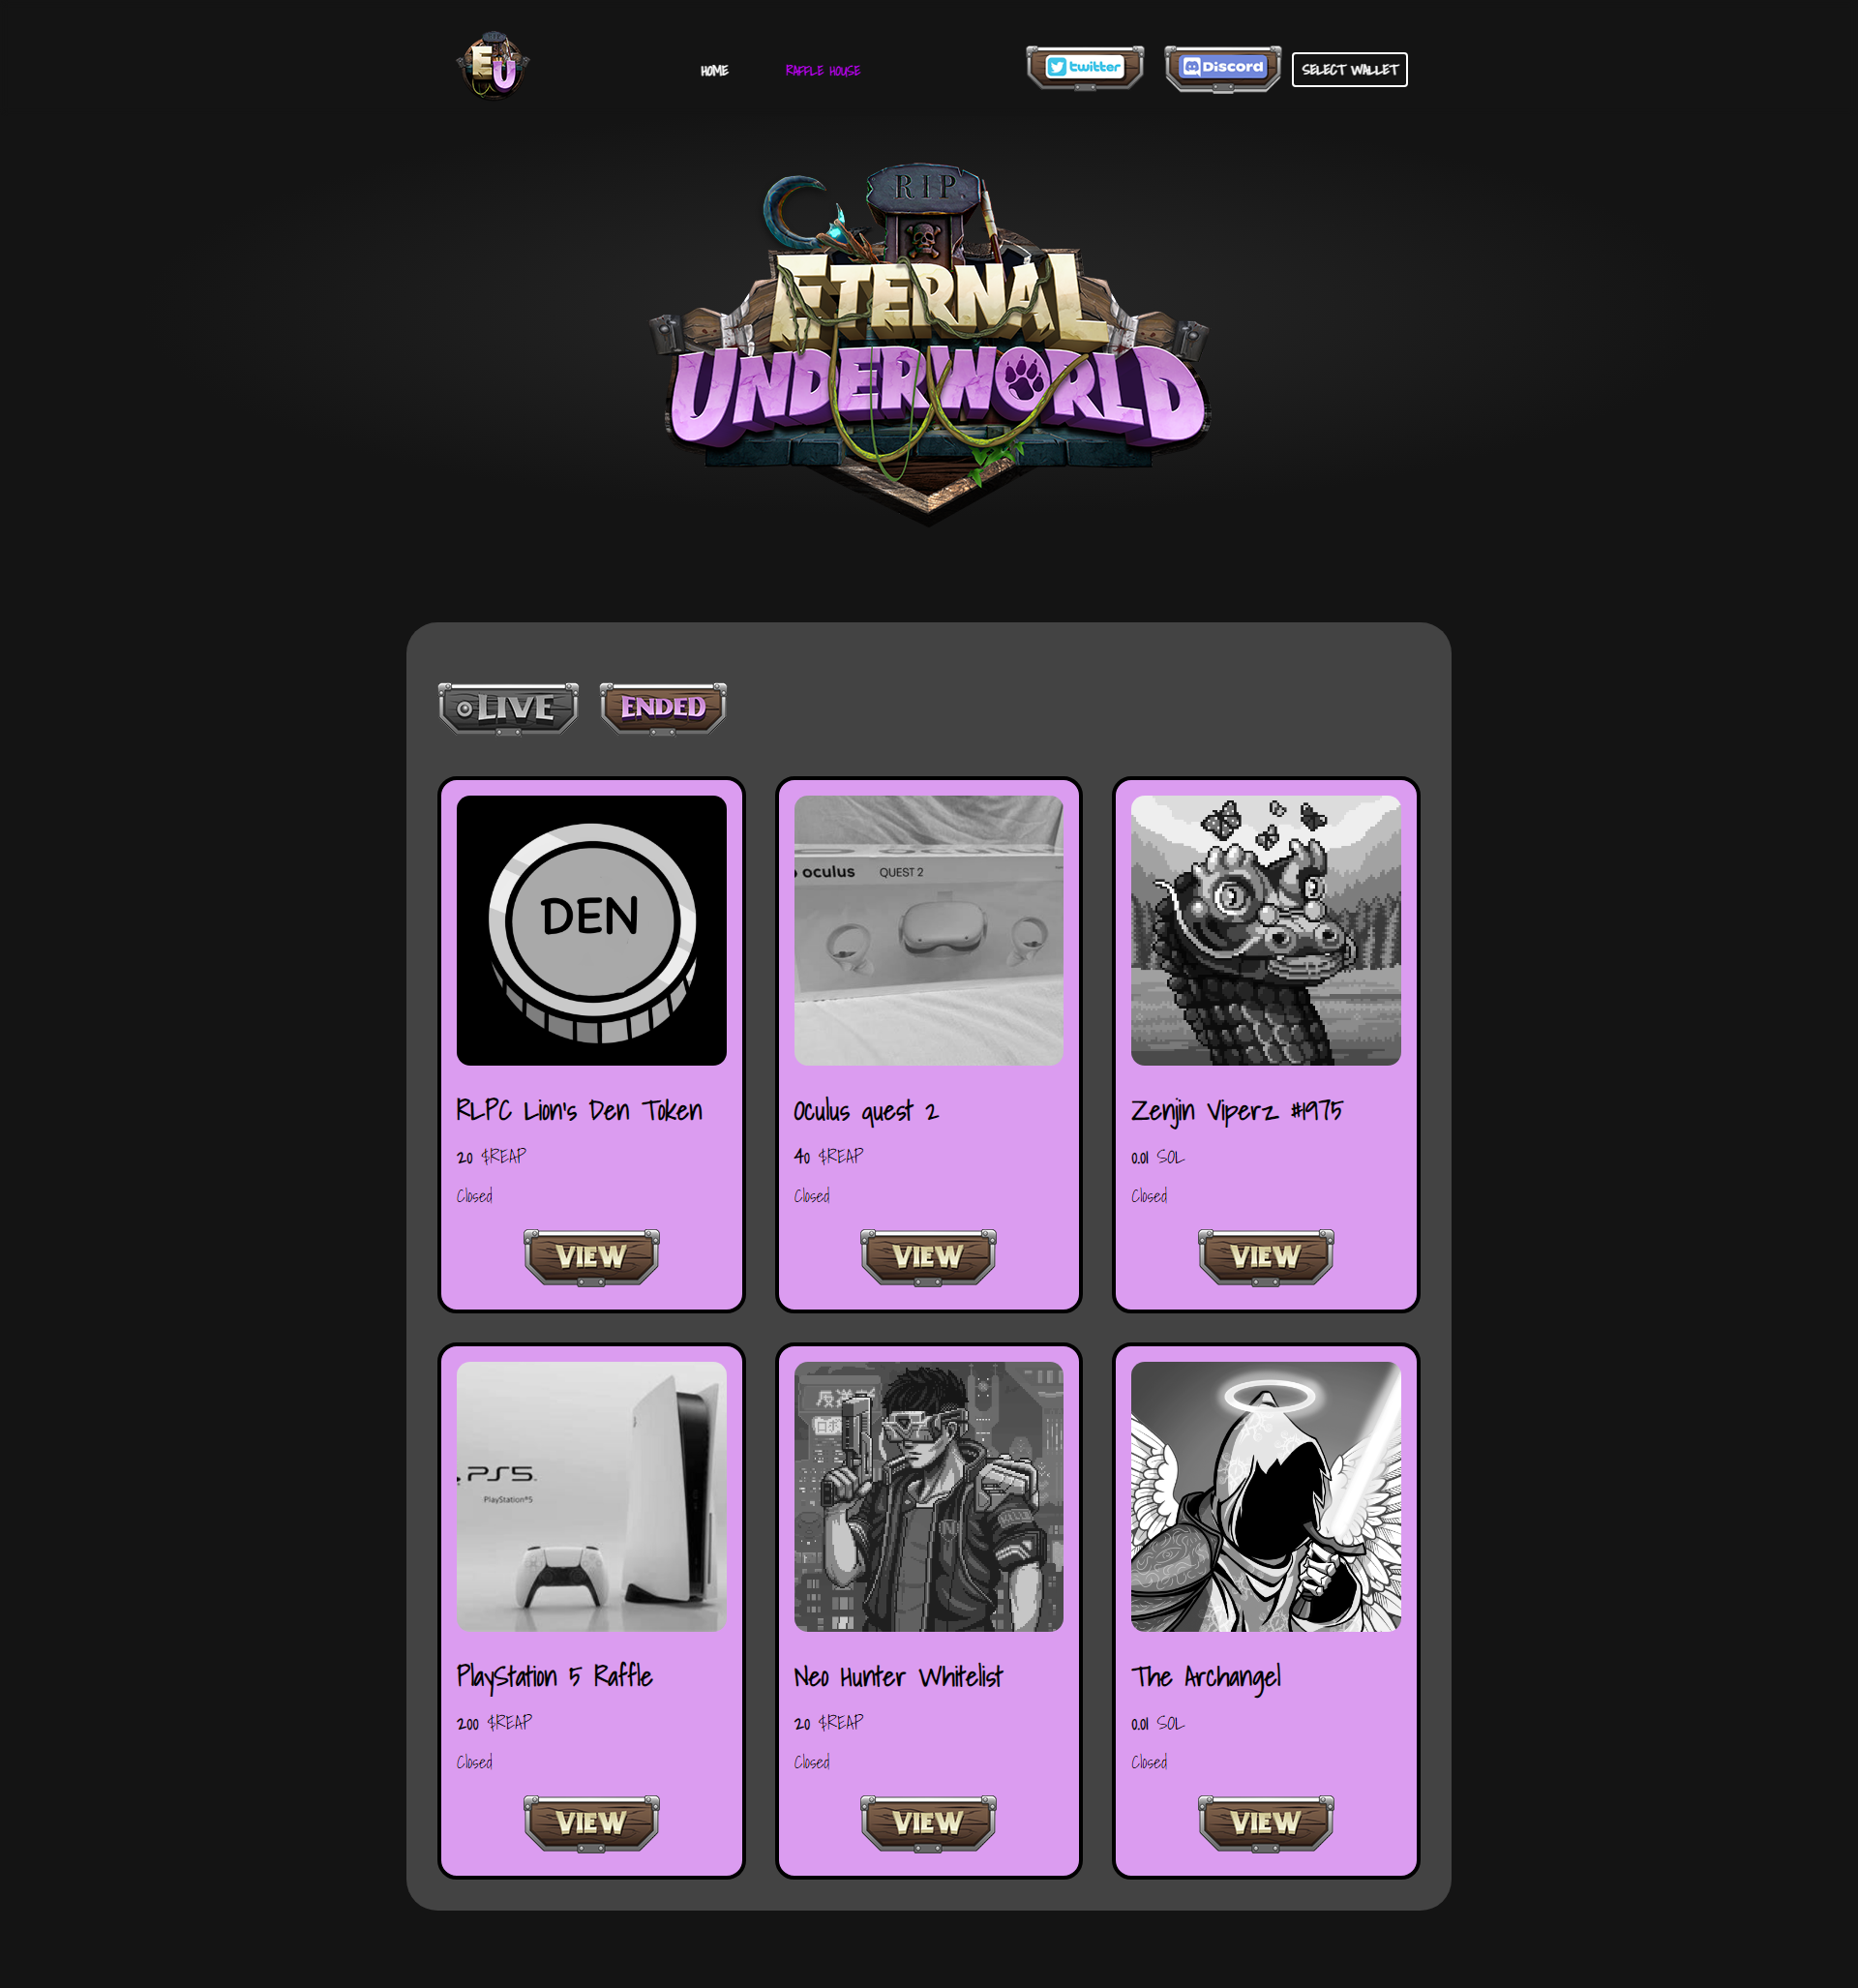 EU
HOME
RAFFLE HOUSE
twitter
Discord
SELECT WALLET
RIP.
ETERNAL
UNDERWORLD
LIVE
ENDED
DEN
oculus QUEST 2
RLPC Lion's Den Token
20 $REAP
Closed
VIEW
Oculus quest 2
40 $REAP
Closed
VIEW
Zenjin Viperz #1975
0.01 SOL
Closed
VIEW
PS5
PlayStation®5
PlayStation 5 Raffle
200 $REAP
Closed
VIEW
Neo Hunter Whitelist
20 $REAP
Closed
VIEW
The Archangel
0.01 SOL
Closed
VIEW